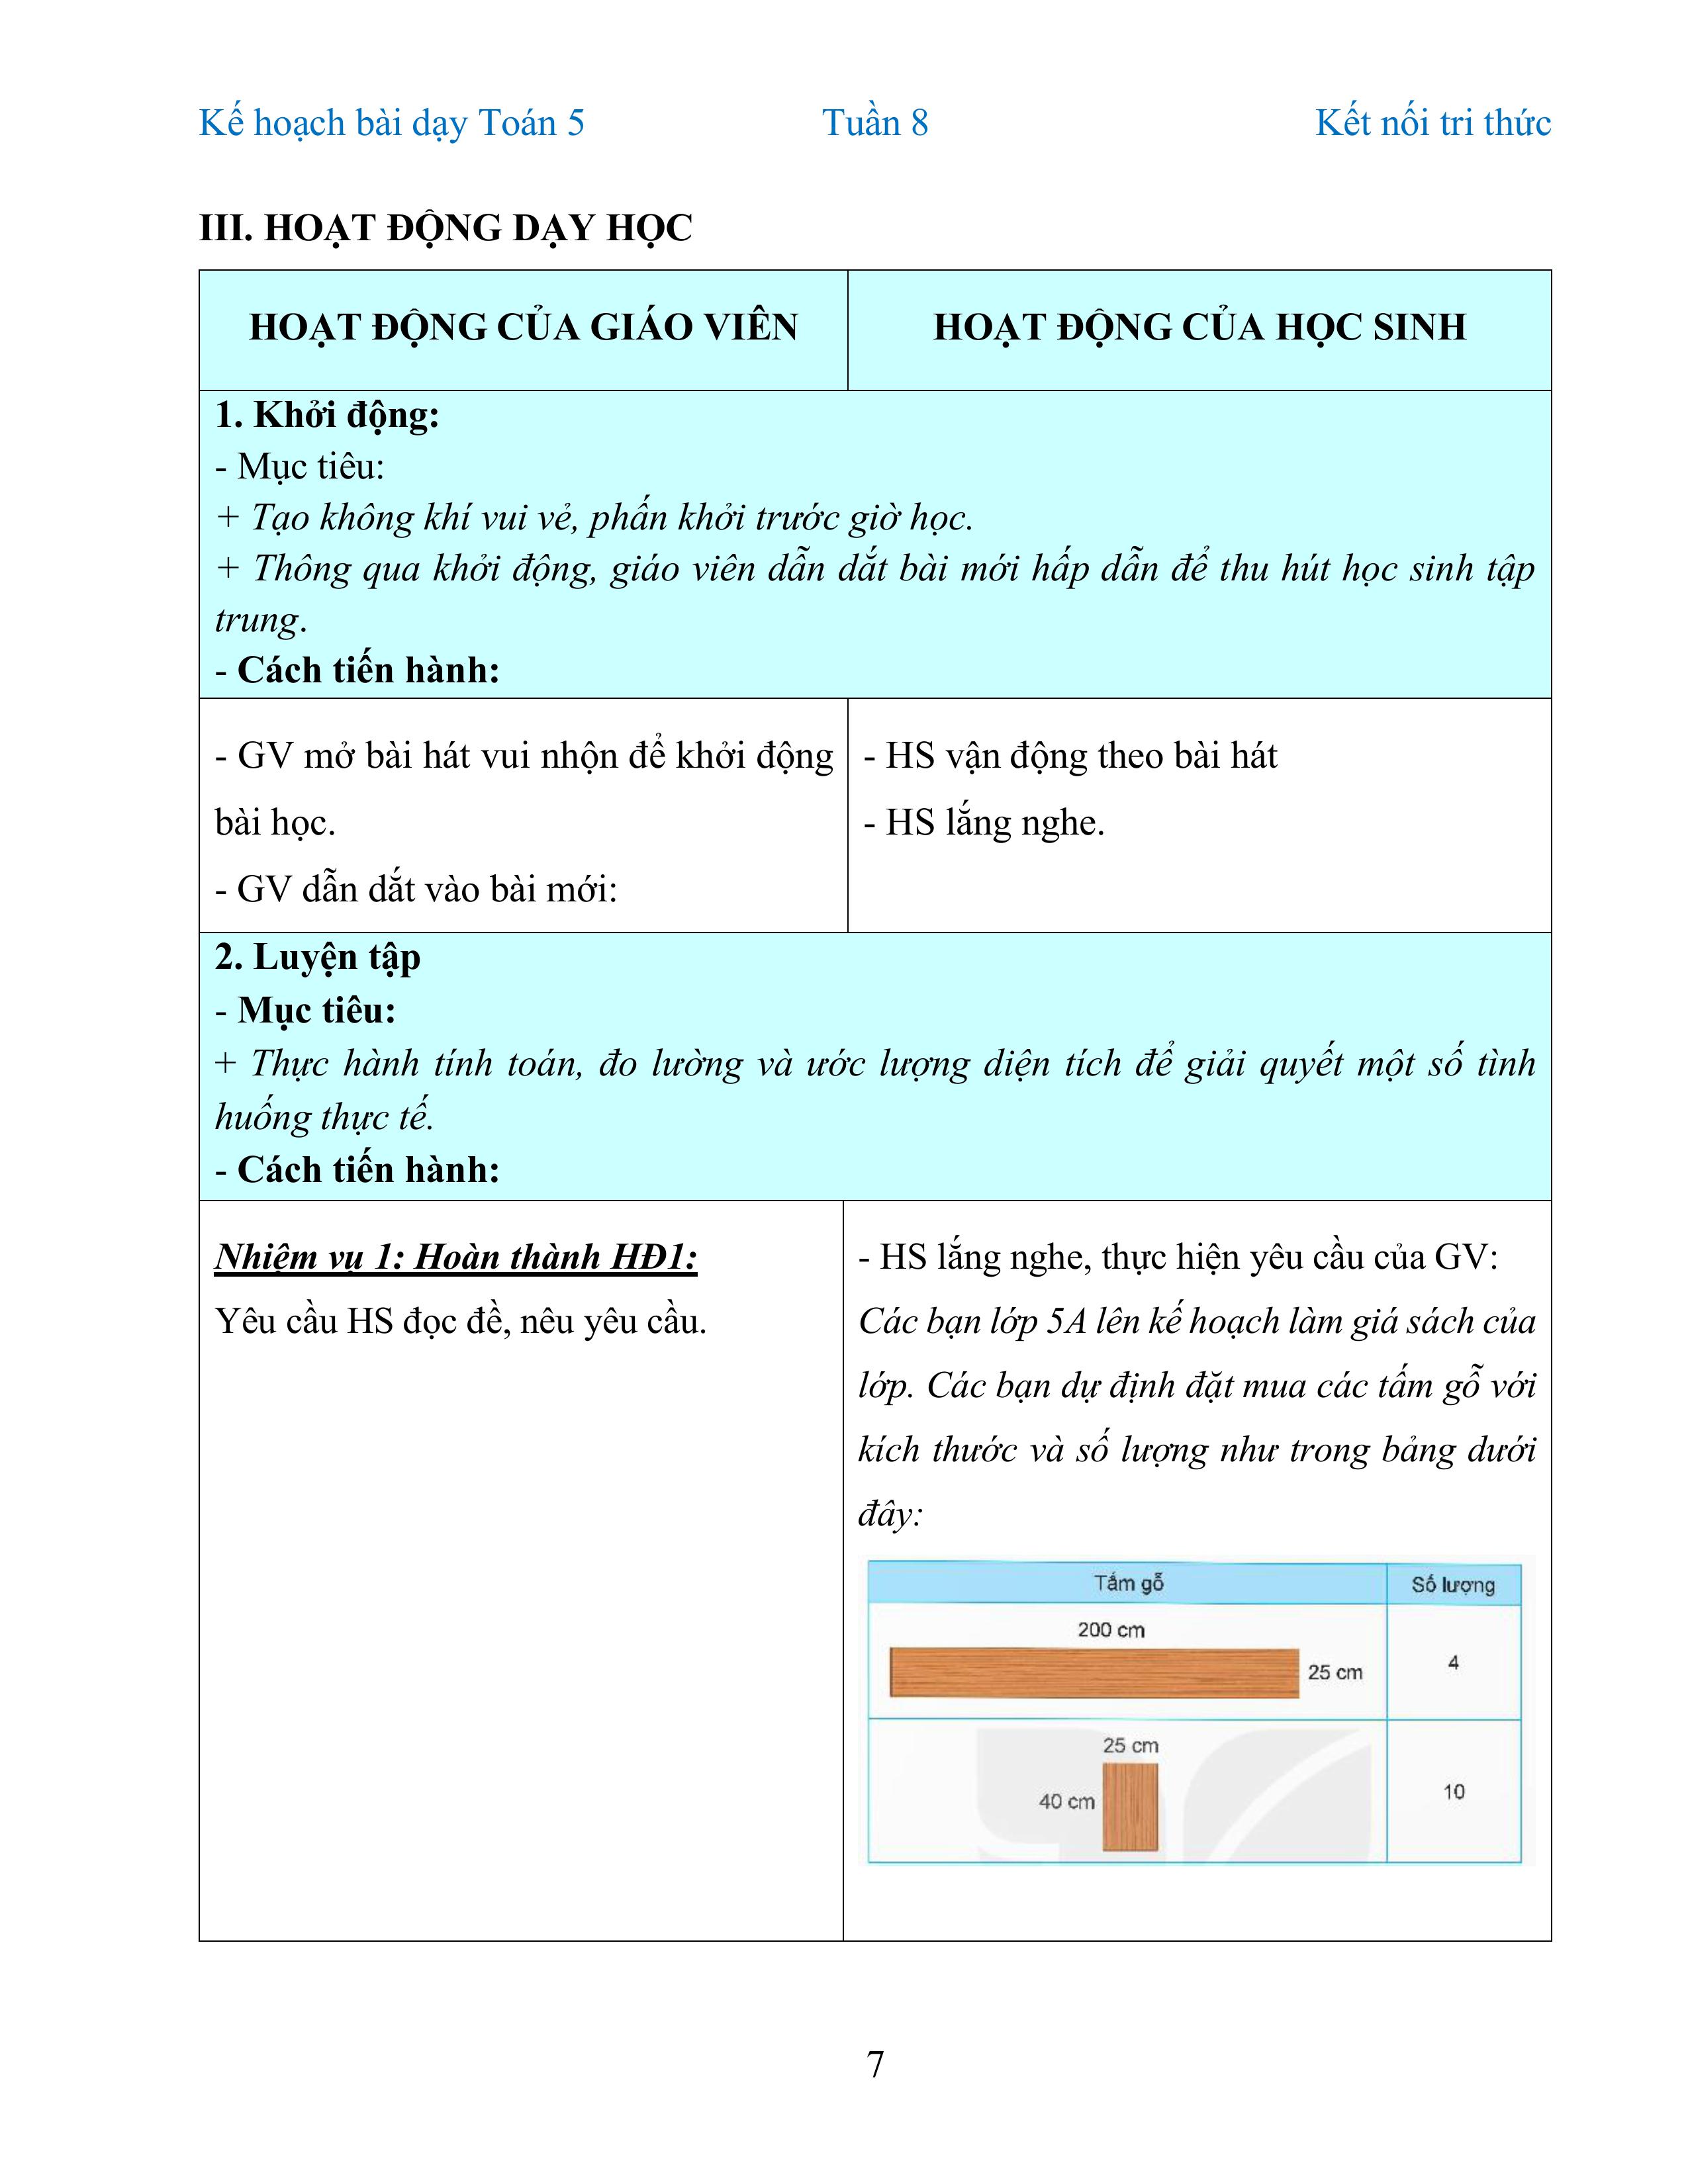 Kế hoạch bài dạy Toán 5 Tuần 8 Kết nối tri thức
III. HOẠT ĐỘNG DẠY HỌC
HOẠT ĐỘNG CỦA GIÁO VIÊN
HOẠT ĐỘNG CỦA HỌC SINH
1. Khởi động:
- Mục tiêu:
+ Tạo không khí vui vẻ, phấn khởi trước giờ học.
+ Thông qua khởi động, giáo viên dẫn dắt bài mới hấp dẫn để thu hút học sinh tập
trung.
- Cách tiến hành:
- GV mở bài hát vui nhộn để khởi động
bài học.
- GV dẫn dắt vào bài mới:
- HS vận động theo bài hát
- HS lắng nghe.
2. Luyện tập
- Mục tiêu:
+ Thực hành tính toán, đo lường và ước lượng diện tích để giải quyết một số tình
huống thực tế.
- Cách tiến hành:
Nhiệm vụ 1: Hoàn thành HĐ1:
Yêu cầu HS đọc đề, nêu yêu cầu.
- HS lắng nghe, thực hiện yêu cầu của GV:
Các bạn lớp 5A lên kế hoạch làm giá sách của
lớp. Các bạn dự định đặt mua các tấm gỗ với
kích thước và số lượng như trong bảng dưới
đây:
Tấm gỗ Số lượng
200 cm
25 cm
4
25 cm
40 cm
10
7